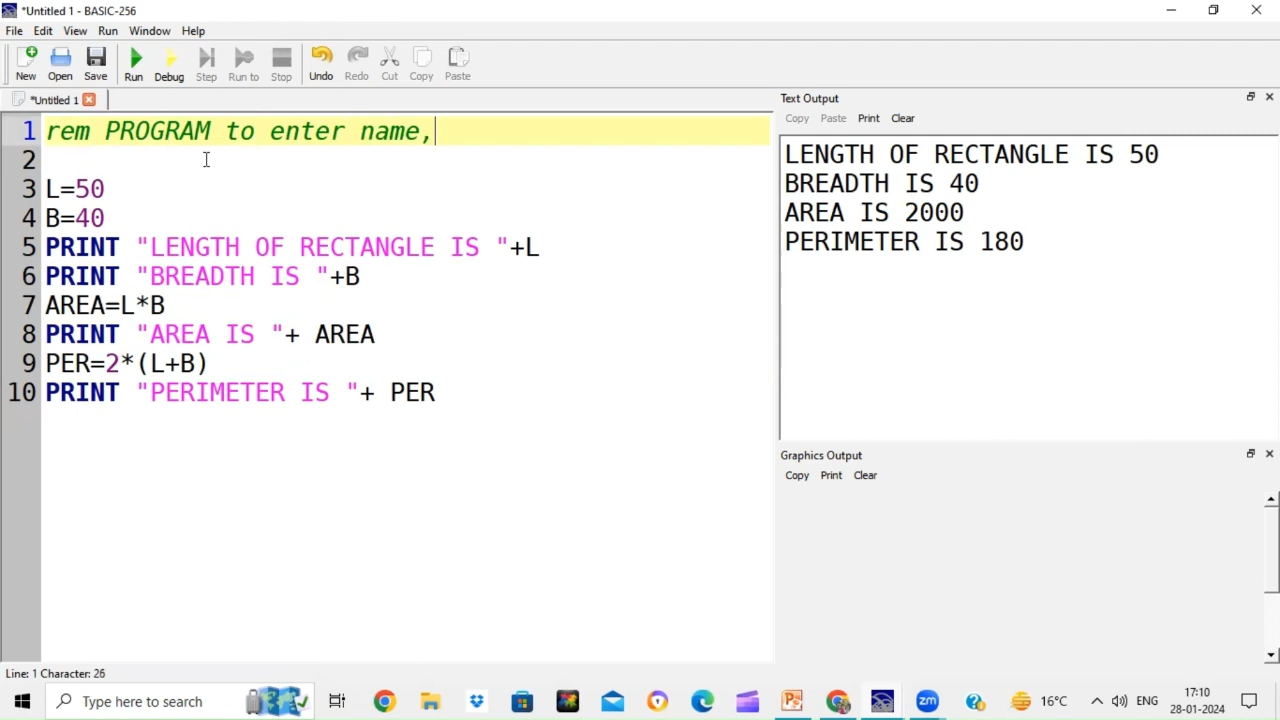 *Untitled 1 - BASIC-256
File Edit View Run Window Help
New Open Save Run Debug Step Run to Stop Undo Redo Cut Copy Paste
*Untitled 1
1 rem PROGRAM to enter name,
2
3 L=50
4 B=40
5 PRINT "LENGTH OF RECTANGLE IS "+L
6 PRINT "BREADTH IS "+B
7 AREA=L*B
8 PRINT "AREA IS "+ AREA
9 PER=2*(L+B)
10 PRINT "PERIMETER IS "+ PER
Text Output
Copy Paste Print Clear
LENGTH OF RECTANGLE IS 50
BREADTH IS 40
AREA IS 2000
PERIMETER IS 180
Graphics Output
Copy Print Clear
Line: 1 Character: 26
Type here to search
zm
16°C
ENG
17:10
28-01-2024